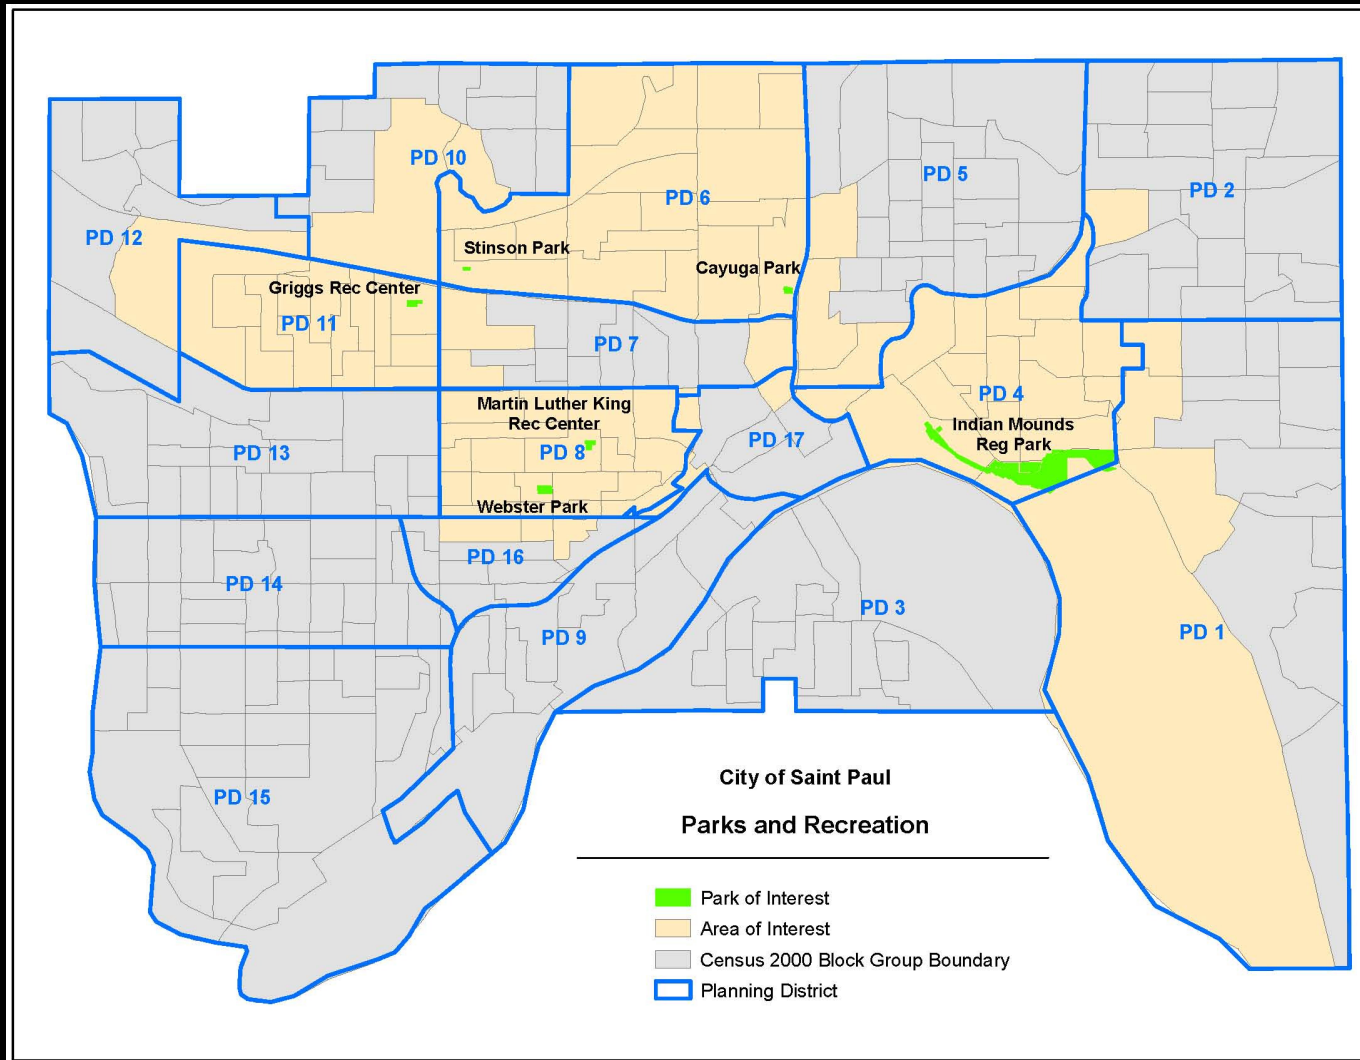 PD 10
PD 5
PD 2
PD 6
PD 12
Stinson Park
Cayuga Park
Griggs Rec Center
PD 11
PD 7
PD 4
Martin Luther King
Rec Center
Indian Mounds
Reg Park
PD 17
PD 8
PD 13
Webster Park
PD 16
PD 14
PD 3
PD 1
PD 9
PD 15
City of Saint Paul
Parks and Recreation
Park of Interest
Area of Interest
Census 2000 Block Group Boundary
Planning District